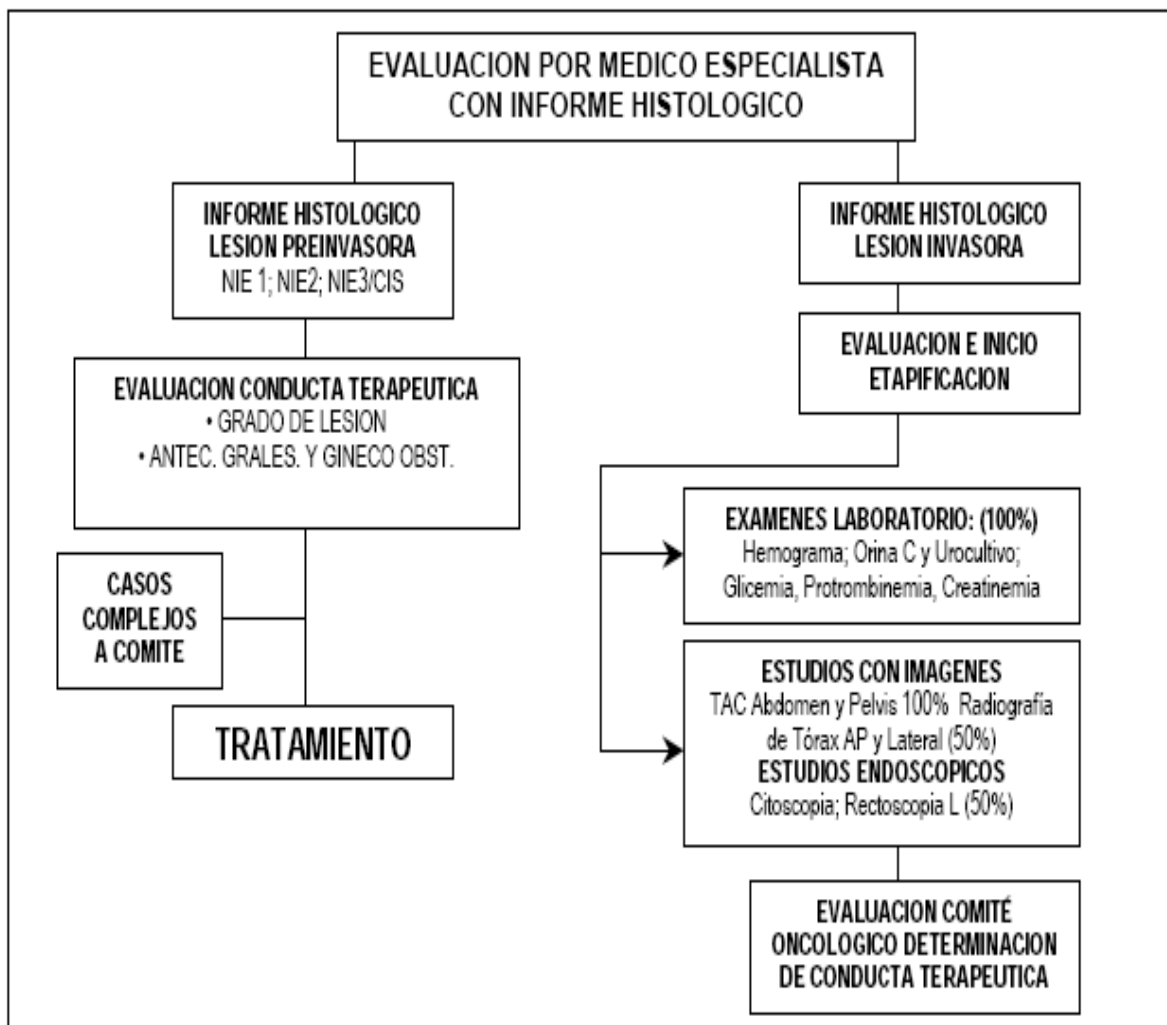 EVALUACION POR MEDICO ESPECIALISTA
CON INFORME HISTOLOGICO
INFORME HISTOLOGICO
LESION PREINVASORA
NIE 1; NIE2; NIE3/CIS
EVALUACION CONDUCTA TERAPEUTICA
• GRADO DE LESION
• ANTEC. GRALES. Y GINECO OBST.
CASOS
COMPLEJOS
A COMITE
TRATAMIENTO
INFORME HISTOLOGICO
LESION INVASORA
EVALUACION E INICIO
ETAPIFICACION
EXAMENES LABORATORIO: (100%)
Hemograma; Orina C y Urocultivo;
Glicemia, Protrombinemia, Creatinemia
ESTUDIOS CON IMAGENES
TAC Abdomen y Pelvis 100% Radiografía
de Tórax AP y Lateral (50%)
ESTUDIOS ENDOSCOPICOS
Citoscopia; Rectoscopia L (50%)
EVALUACION COMITÉ
ONCOLOGICO DETERMINACION
DE CONDUCTA TERAPEUTICA